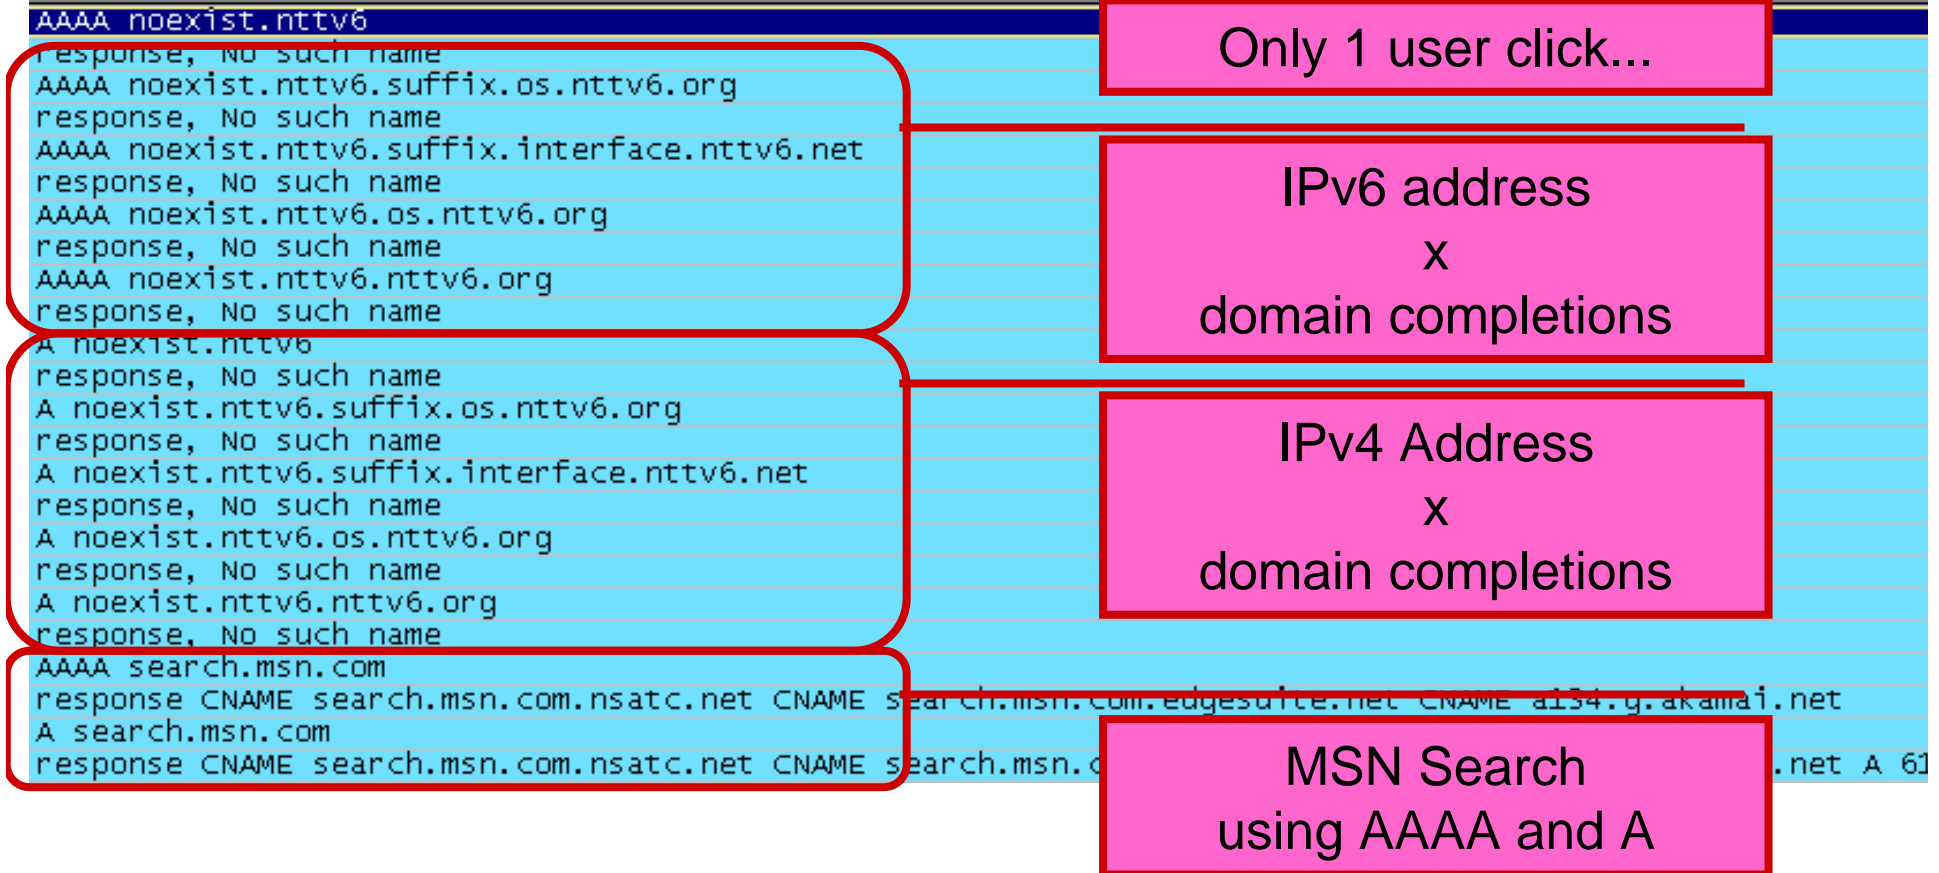 AAAA noexist.nttv6
response, No such name
AAAA noexist.nttv6.suffix.os.nttv6.org
response, No such name
AAAA noexist.nttv6.suffix.interface.nttv6.net
response, No such name
AAAA noexist.nttv6.os.nttv6.org
response, No such name
AAAA noexist.nttv6.nttv6.org
response, No such name
A noexist.nttv6
response, No such name
A noexist.nttv6.suffix.os.nttv6.org
response, No such name
A noexist.nttv6.suffix.interface.nttv6.net
response, No such name
A noexist.nttv6.os.nttv6.org
response, No such name
A noexist.nttv6.nttv6.org
response, No such name
AAAA search.msn.com
response CNAME search.msn.com.nsatc.net CNAME search.msn.com.edgesuite.net CNAME a134.g.akamai.net
A search.msn.com
response CNAME search.msn.com.nsatc.net CNAME search.msn. .net A 61
Only 1 user click...
IPv6 address
x
domain completions
IPv4 Address
x
domain completions
MSN Search
using AAAA and A